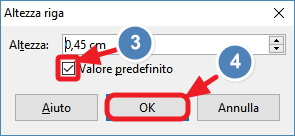 Altezza riga
Altezza: 0,45 cm
3
Valore predefinito
4
Aiuto OK Annulla